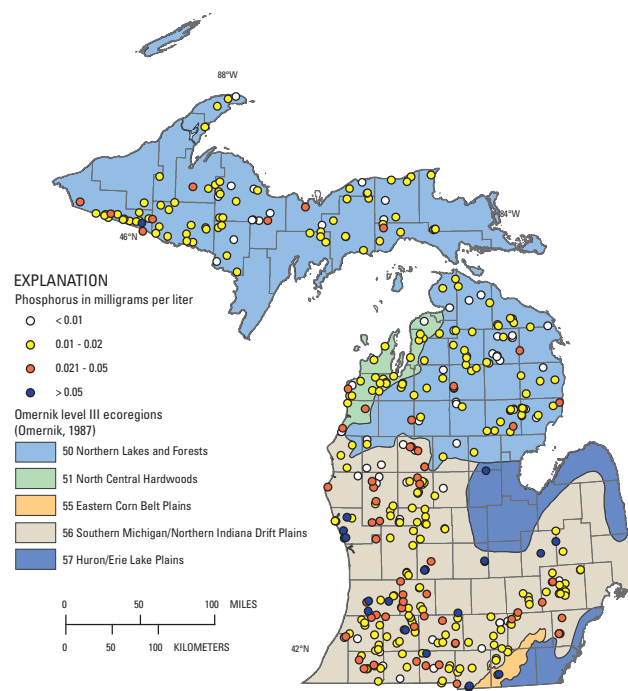 88°W
84°W
46°N
EXPLANATION
Phosphorus in milligrams per liter
< 0.01
0.01 - 0.02
0.021 - 0.05
> 0.05
Omernik level III ecoregions
(Omernik, 1987)
50 Northern Lakes and Forests
51 North Central Hardwoods
55 Eastern Corn Belt Plains
56 Southern Michigan/Northern Indiana Drift Plains
57 Huron/Erie Lake Plains
0 50 100 MILES
0 50 100 KILOMETERS
42°N